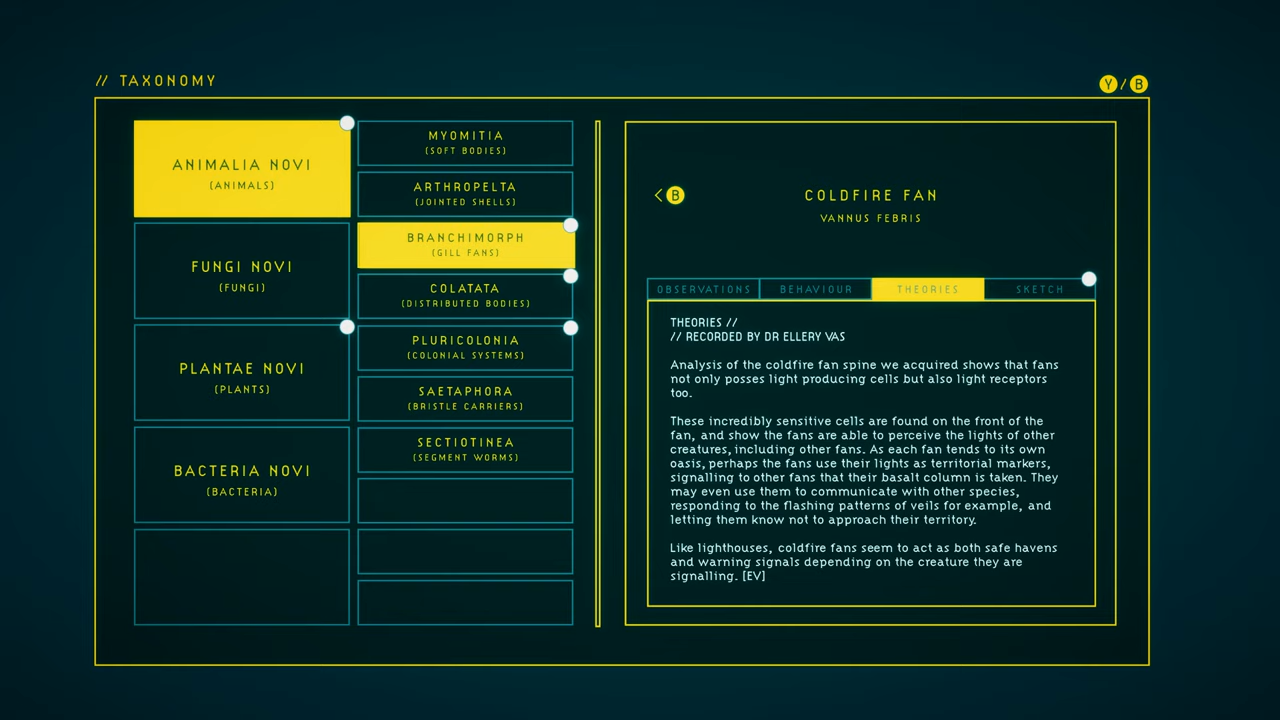 // TAXONOMY
Y / B
ANIMALIA NOVI
(ANIMALS)
FUNGI NOVI
(FUNGI)
PLANTAE NOVI
(PLANTS)
BACTERIA NOVI
(BACTERIA)
MYOMITIA
(SOFT BODIES)
ARTHROPELTA
(JOINTED SHELLS)
BRANCHIMORPH
(GILL FANS)
COLATATA
(DISTRIBUTED BODIES)
PLURICOLONIA
(COLONIAL SYSTEMS)
SAETAPHORA
(BRISTLE CARRIERS)
SECTIOTINEA
(SEGMENT WORMS)
< B
COLDFIRE FAN
VANNUS FEBRIS
OBSERVATIONS BEHAVIOUR THEORIES SKETCH
THEORIES //
// RECORDED BY DR ELLERY VAS
Analysis of the coldfire fan spine we acquired shows that fans
not only posses light producing cells but also light receptors
too.
These incredibly sensitive cells are found on the front of the
fan, and show the fans are able to perceive the lights of other
creatures, including other fans. As each fan tends to its own
oasis, perhaps the fans use their lights as territorial markers,
signalling to other fans that their basalt column is taken. They
may even use them to communicate with other species,
responding to the flashing patterns of veils for example, and
letting them know not to approach their territory.
Like lighthouses, coldfire fans seem to act as both safe havens
and warning signals depending on the creature they are
signalling. [EV]